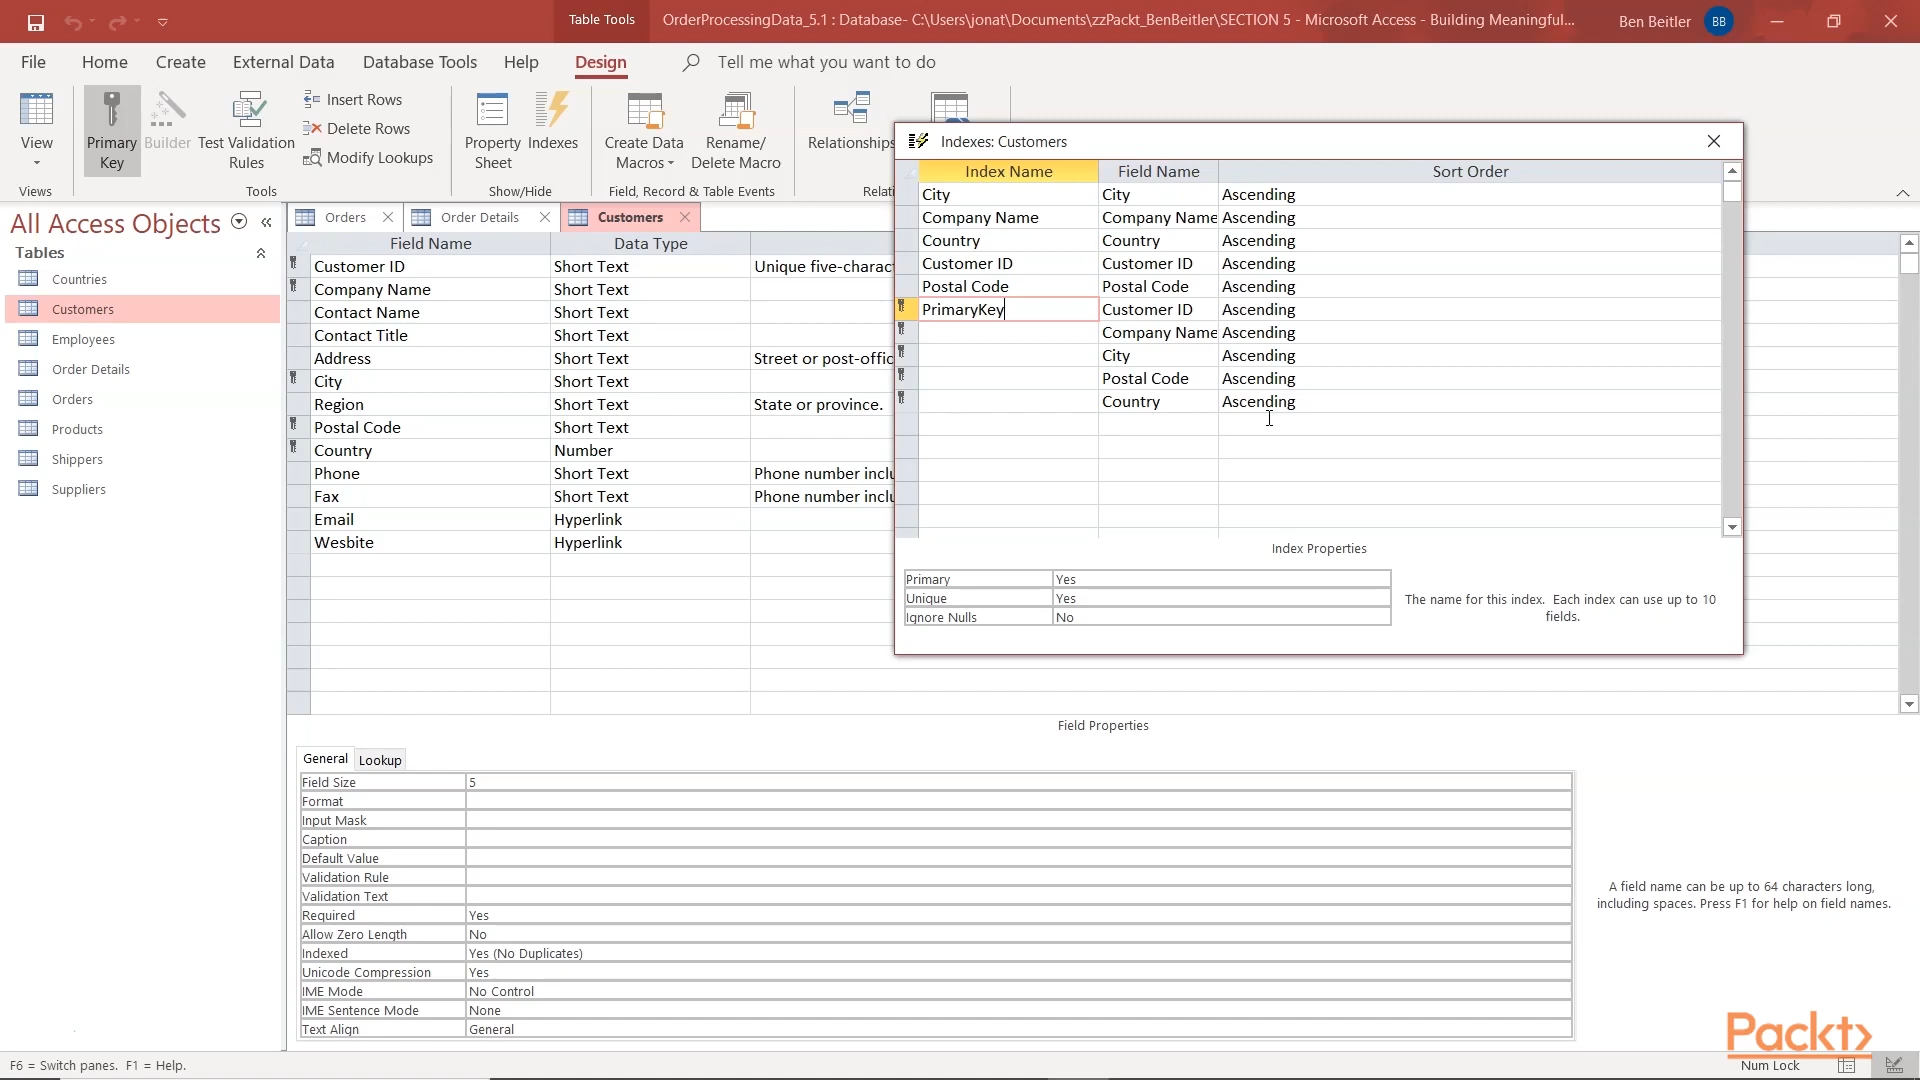 Table Tools
OrderProcessingData_5.1 : Database- C:\Users\jonat\Documents\zzPackt_BenBeitler\SECTION 5 - Microsoft Access - Building Meaningful...
Ben Beitler
BB
File Home Create External Data Database Tools Help Design Tell me what you want to do
View
Primary Key
Builder
Test Validation Rules
Insert Rows
Delete Rows
Modify Lookups
Property Sheet
Indexes
Create Data Macros
Rename/ Delete Macro
Relationships
Views
Tools
Show/Hide
Field, Record & Table Events
Relati
All Access Objects
Tables
Countries
Customers
Employees
Order Details
Orders
Products
Shippers
Suppliers
Orders
Order Details
Customers
Field Name Data Type
Customer ID Short Text Unique five-charact
Company Name Short Text
Contact Name Short Text
Contact Title Short Text
Address Short Text Street or post-offic
City Short Text
Region Short Text State or province.
Postal Code Short Text
Country Number
Phone Short Text Phone number inclu
Fax Short Text Phone number inclu
Email Hyperlink
Wesbite Hyperlink
Indexes: Customers
Index Name Field Name Sort Order
City City Ascending
Company Name Company Name Ascending
Country Country Ascending
Customer ID Customer ID Ascending
Postal Code Postal Code Ascending
PrimaryKey Customer ID Ascending
Company Name Ascending
City Ascending
Postal Code Ascending
Country Ascending
Index Properties
Primary Yes
Unique Yes
Ignore Nulls No
The name for this index. Each index can use up to 10
fields.
Field Properties
General
Lookup
Field Size 5
Format
Input Mask
Caption
Default Value
Validation Rule
Validation Text
Required Yes
Allow Zero Length No
Indexed Yes (No Duplicates)
Unicode Compression Yes
IME Mode No Control
IME Sentence Mode None
Text Align General
A field name can be up to 64 characters long,
including spaces. Press F1 for help on field names.
Packt>
F6 = Switch panes. F1 = Help.
Num Lock